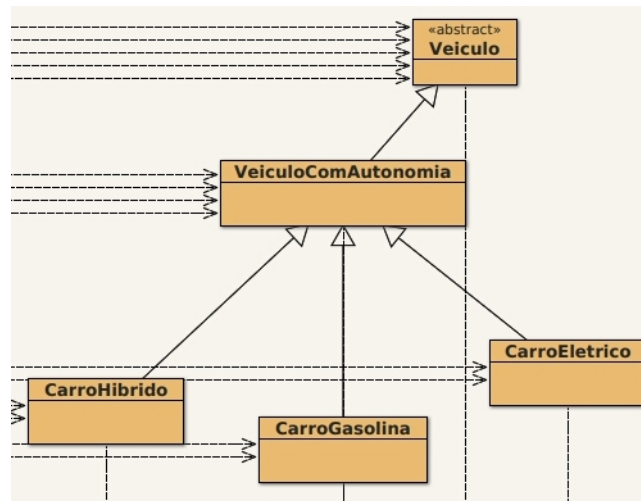 «abstract»
Veiculo
VeiculoComAutonomia
CarroEletrico
CarroHibrido
CarroGasolina